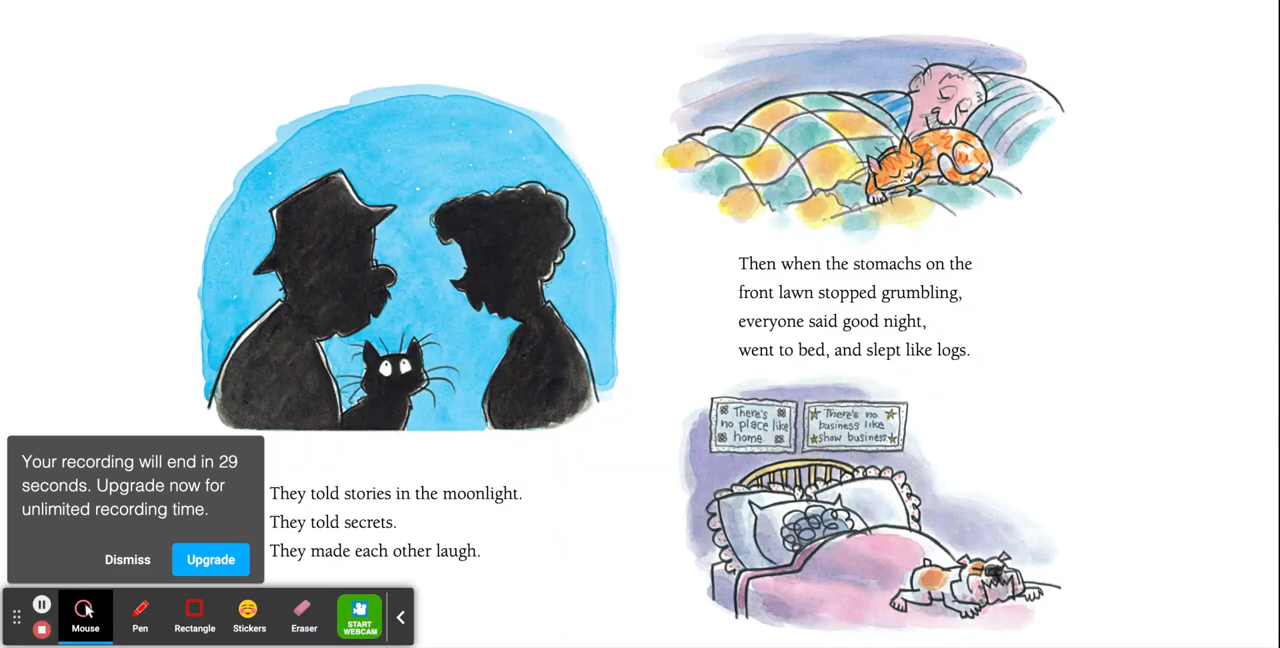 They told stories in the moonlight.
They told secrets.
They made each other laugh.
Then when the stomachs on the
front lawn stopped grumbling,
everyone said good night,
went to bed, and slept like logs.
There's
no place like
home.
There's no
business like
show business
Your recording will end in 29
seconds. Upgrade now for
unlimited recording time.
Dismiss
Upgrade
Mouse
Pen
Rectangle
Stickers
Eraser
START
WEBCAM